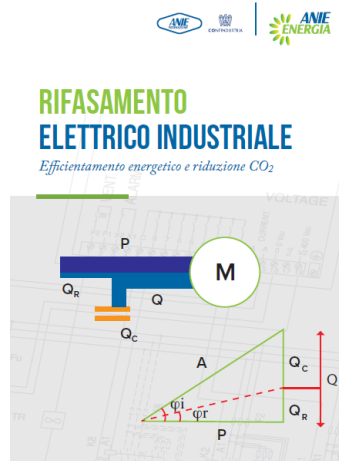 ANIE
CONFINDUSTRIA
ANIE
ENERGIA
RIFASAMENTO
ELETTRICO INDUSTRIALE
Efficientamento energetico e riduzione CO2
VOLTAGE
P
M
QR
Q
QC
A
QC
Q
φi
φr
QR
P